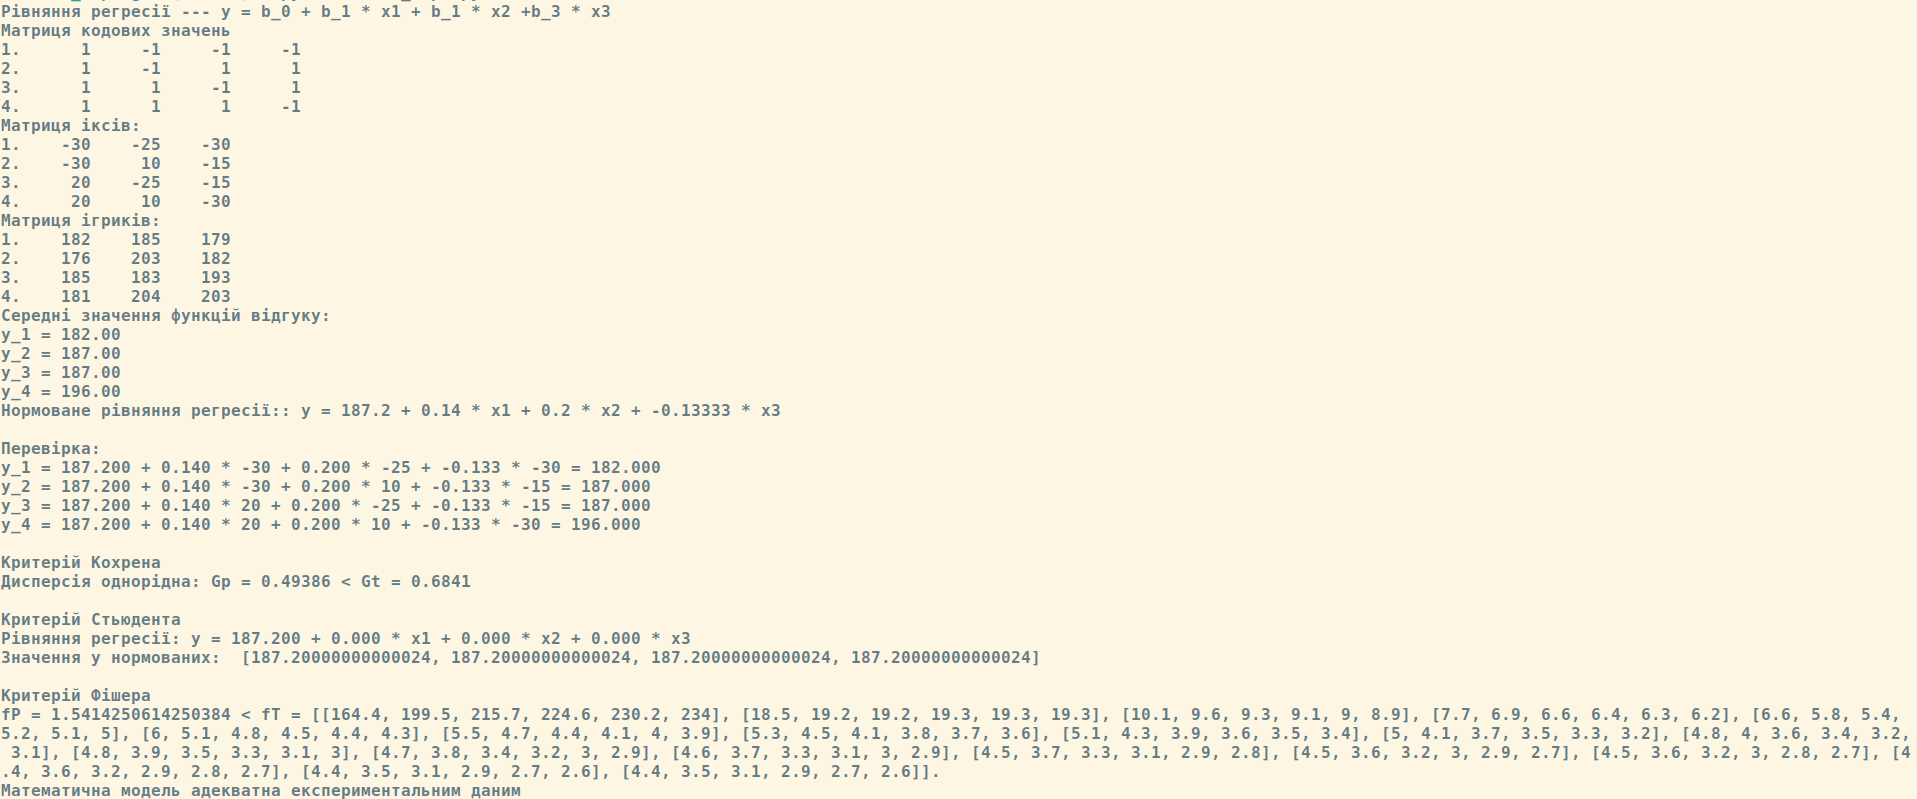 Рівняння регресії --- y = b_0 + b_1 * x1 + b_1 * x2 +b_3 * x3
Матриця кодових значень
1.      1     -1     -1     -1
2.      1     -1      1      1
3.      1      1     -1      1
4.      1      1      1     -1
Матриця іксів:
1.    -30    -25    -30
2.    -30     10    -15
3.     20    -25    -15
4.     20     10    -30
Матриця ігриків:
1.    182    185    179
2.    176    203    182
3.    185    183    193
4.    181    204    203
Середні значення функцій відгуку:
y_1 = 182.00
y_2 = 187.00
y_3 = 187.00
y_4 = 196.00
Нормоване рівняння регресії:: y = 187.2 + 0.14 * x1 + 0.2 * x2 + -0.13333 * x3
Перевірка:
y_1 = 187.200 + 0.140 * -30 + 0.200 * -25 + -0.133 * -30 = 182.000
y_2 = 187.200 + 0.140 * -30 + 0.200 * 10 + -0.133 * -15 = 187.000
y_3 = 187.200 + 0.140 * 20 + 0.200 * -25 + -0.133 * -15 = 187.000
y_4 = 187.200 + 0.140 * 20 + 0.200 * 10 + -0.133 * -30 = 196.000
Критерій Кохрена
Дисперсія однорідна: Gp = 0.49386 < Gt = 0.6841
Критерій Стьюдента
Рівняння регресії: y = 187.200 + 0.000 * x1 + 0.000 * x2 + 0.000 * x3
Значення у нормованих:  [187.20000000000024, 187.20000000000024, 187.20000000000024, 187.20000000000024]
Критерій Фішера
fP = 1.5414250614250384 < fT = [[164.4, 199.5, 215.7, 224.6, 230.2, 234], [18.5, 19.2, 19.2, 19.3, 19.3, 19.3], [10.1, 9.6, 9.3, 9.1, 9, 8.9], [7.7, 6.9, 6.6, 6.4, 6.3, 6.2], [6.6, 5.8, 5.4,
5.2, 5.1, 5], [6, 5.1, 4.8, 4.5, 4.4, 4.3], [5.5, 4.7, 4.4, 4.1, 4, 3.9], [5.3, 4.5, 4.1, 3.8, 3.7, 3.6], [5.1, 4.3, 3.9, 3.6, 3.5, 3.4], [5, 4.1, 3.7, 3.5, 3.3, 3.2], [4.8, 4, 3.6, 3.4, 3.2,
3.1], [4.8, 3.9, 3.5, 3.3, 3.1, 3], [4.7, 3.8, 3.4, 3.2, 3, 2.9], [4.6, 3.7, 3.3, 3.1, 3, 2.9], [4.5, 3.7, 3.3, 3.1, 2.9, 2.8], [4.5, 3.6, 3.2, 3, 2.9, 2.7], [4.5, 3.6, 3.2, 3, 2.8, 2.7], [4
.4, 3.6, 3.2, 2.9, 2.8, 2.7], [4.4, 3.5, 3.1, 2.9, 2.7, 2.6], [4.4, 3.5, 3.1, 2.9, 2.7, 2.6]].
Математична модель адекватна експериментальним даним